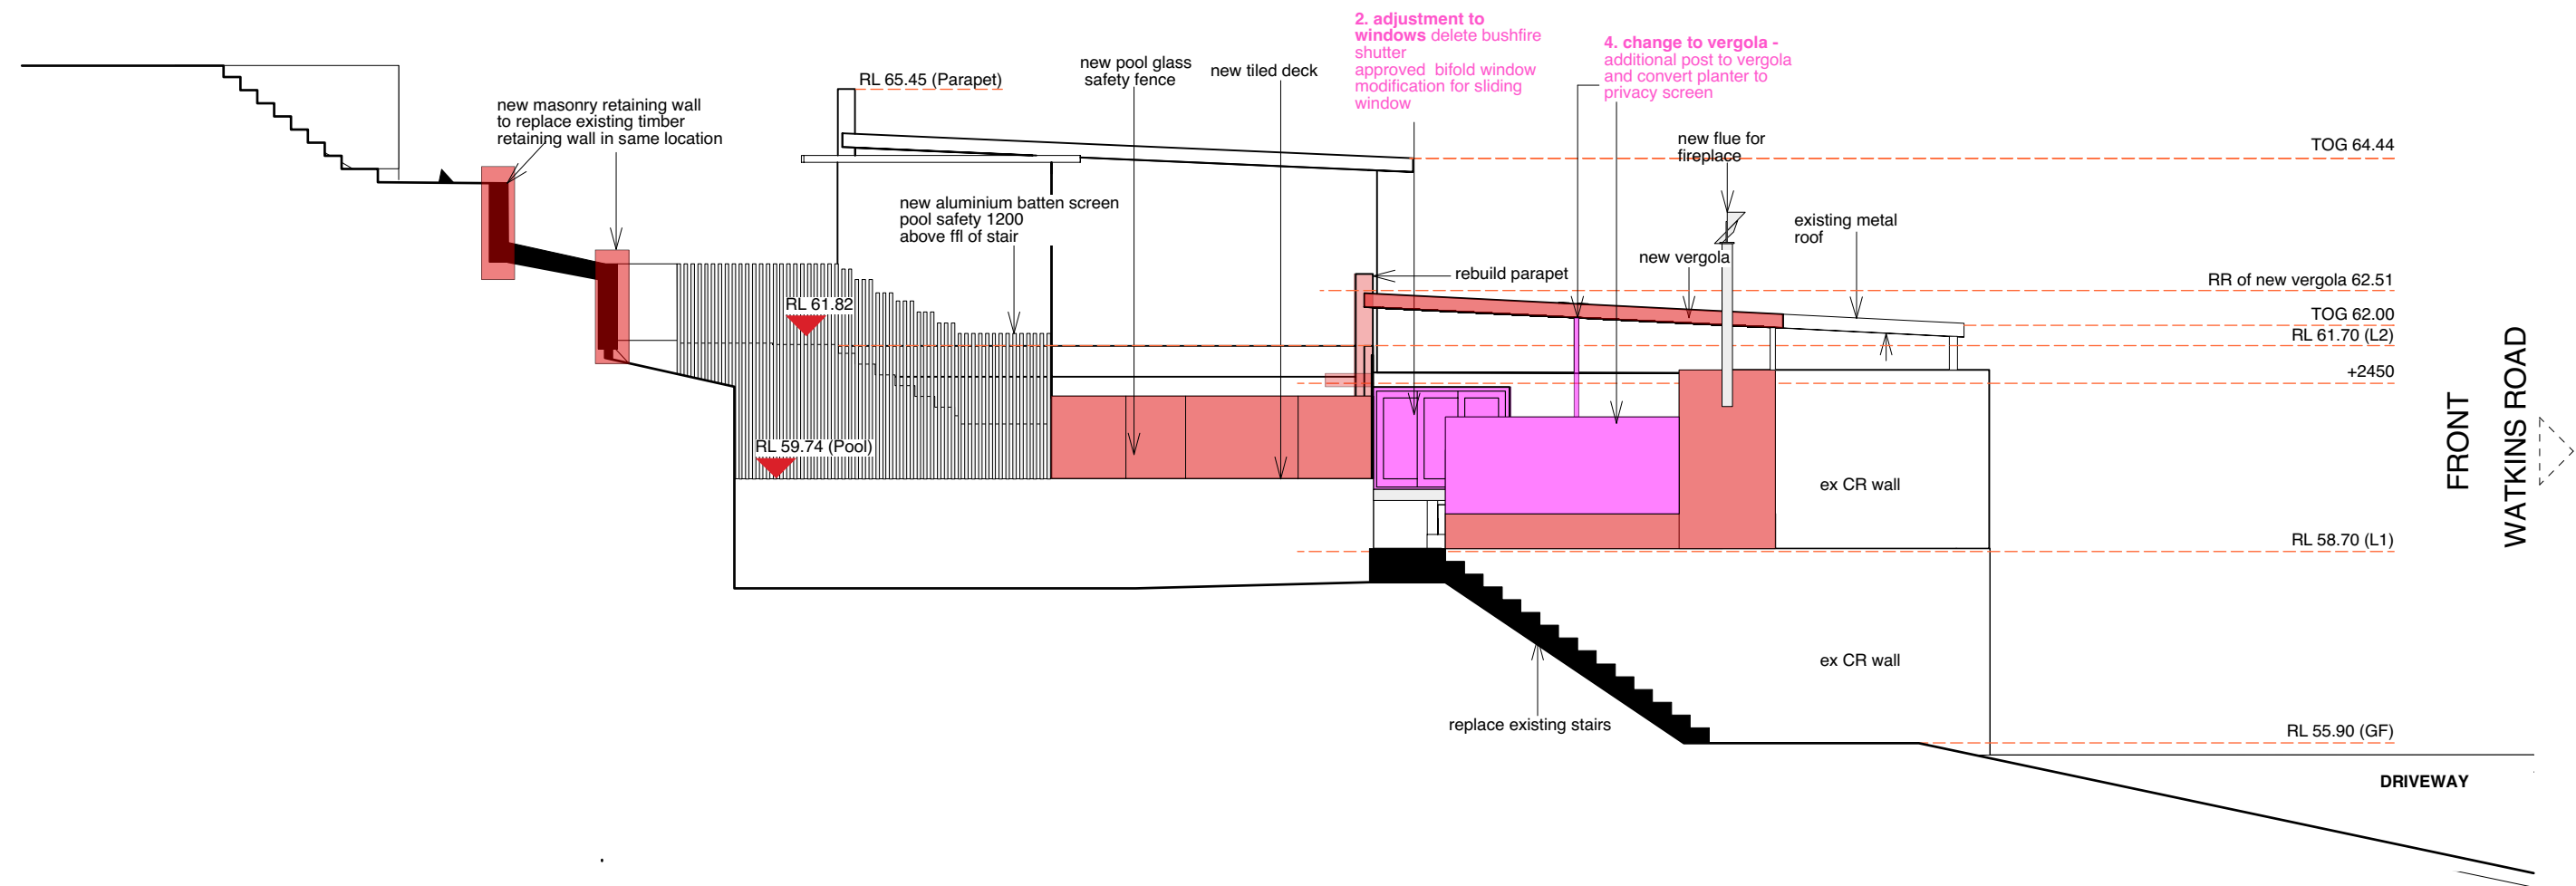 2. adjustment to
windows delete bushfire
shutter
approved  bifold window
modification for sliding
window
4. change to vergola -
additional post to vergola
and convert planter to
privacy screen
new pool glass
safety fence
new tiled deck
RL 65.45 (Parapet)
new masonry retaining wall
to replace existing timber
retaining wall in same location
new flue for
fireplace
TOG 64.44
new aluminium batten screen
pool safety 1200
above ffl of stair
existing metal
roof
new vergola
rebuild parapet
RR of new vergola 62.51
RL 61.82
TOG 62.00
RL 61.70 (L2)
+2450
RL 59.74 (Pool)
ex CR wall
FRONT
WATKINS ROAD
RL 58.70 (L1)
ex CR wall
replace existing stairs
RL 55.90 (GF)
DRIVEWAY